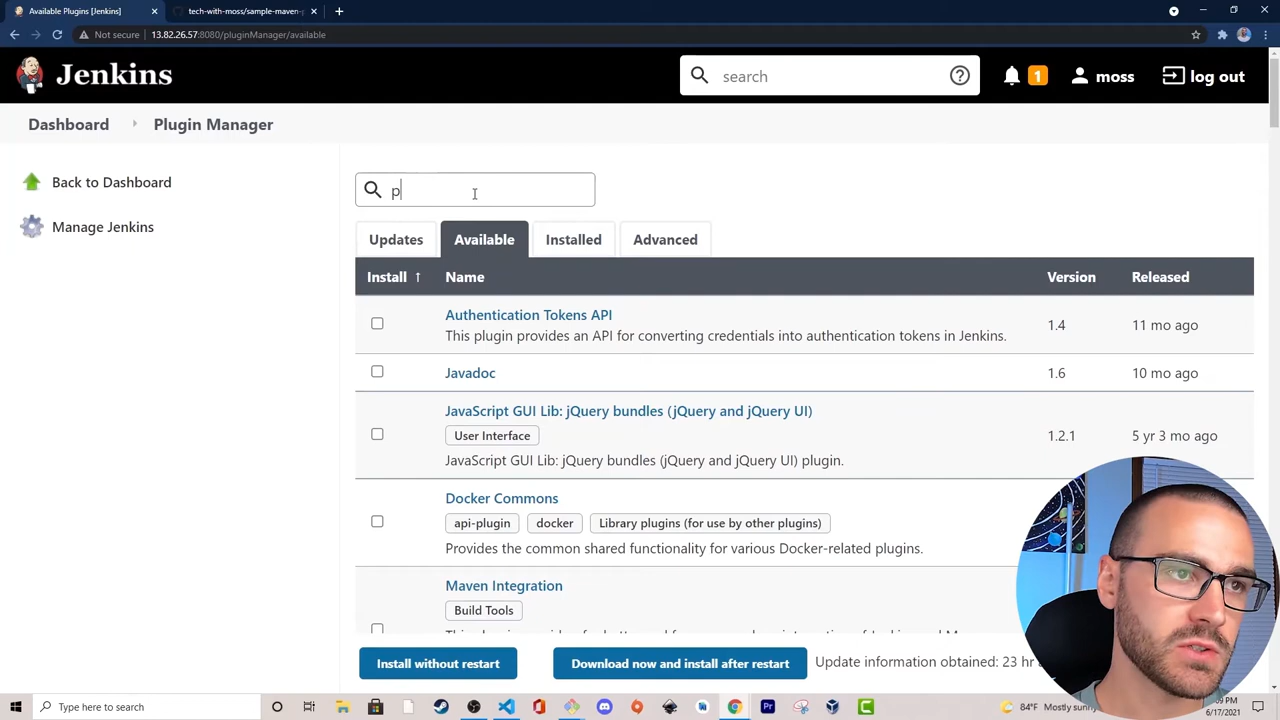 Available Plugins [Jenkins]
tech-with-moss/sample-maven-p
Not secure
13.82.26.57:8080/pluginManager/available
Jenkins
search
1
moss
log out
Dashboard
Plugin Manager
Back to Dashboard
Manage Jenkins
p
Updates
Available
Installed
Advanced
Install ↑
Name
Version
Released
Authentication Tokens API
This plugin provides an API for converting credentials into authentication tokens in Jenkins.
1.4
11 mo ago
Javadoc
1.6
10 mo ago
JavaScript GUI Lib: jQuery bundles (jQuery and jQuery UI)
User Interface
JavaScript GUI Lib: jQuery bundles (jQuery and jQuery UI) plugin.
1.2.1
5 yr 3 mo ago
Docker Commons
api-plugin
docker
Library plugins (for use by other plugins)
Provides the common shared functionality for various Docker-related plugins.
Maven Integration
Build Tools
Install without restart
Download now and install after restart
Update information obtained: 23 hr
Type here to search
84°F Mostly sunny
6/17/2021